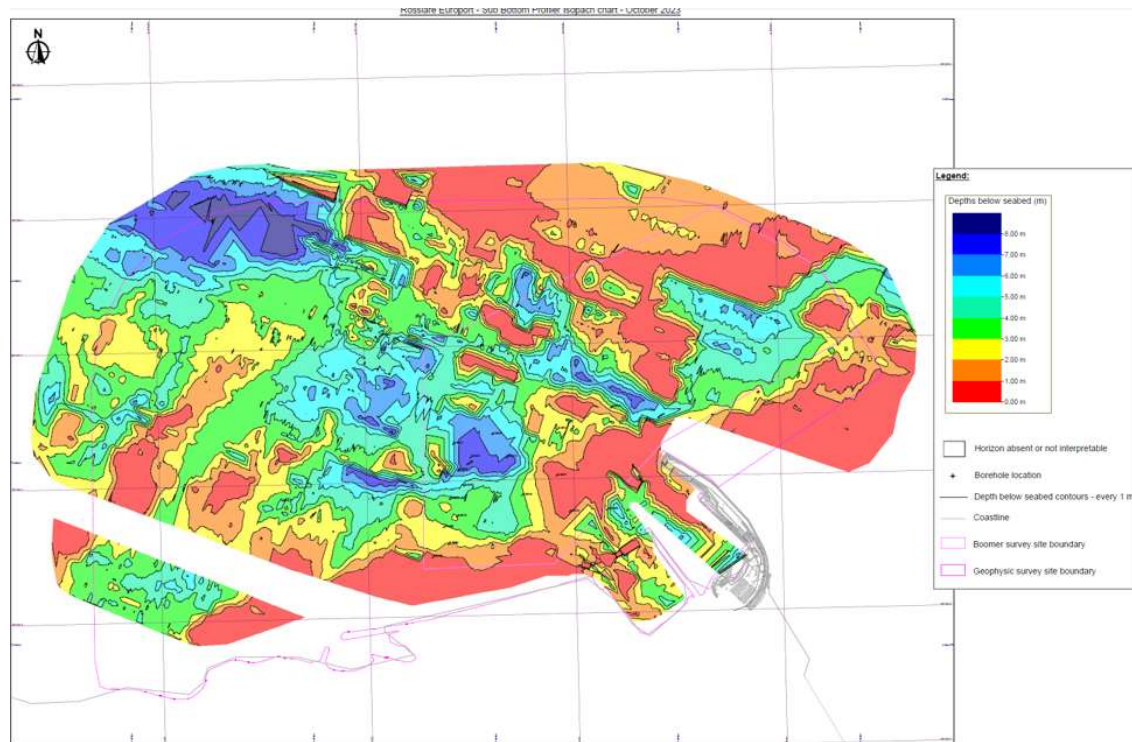 Rosslare Europort - Sub Bottom Profiler Isopach chart - October 2023
N
Legend:
Depths below seabed (m)
8.00 m
7.00 m
6.00 m
5.00 m
4.00 m
3.00 m
2.00 m
1.00 m
0.00 m
Horizon absent or not interpretable
Borehole location
Depth below seabed contours - every 1 m
Coastline
Boomer survey site boundary
Geophysic survey site boundary